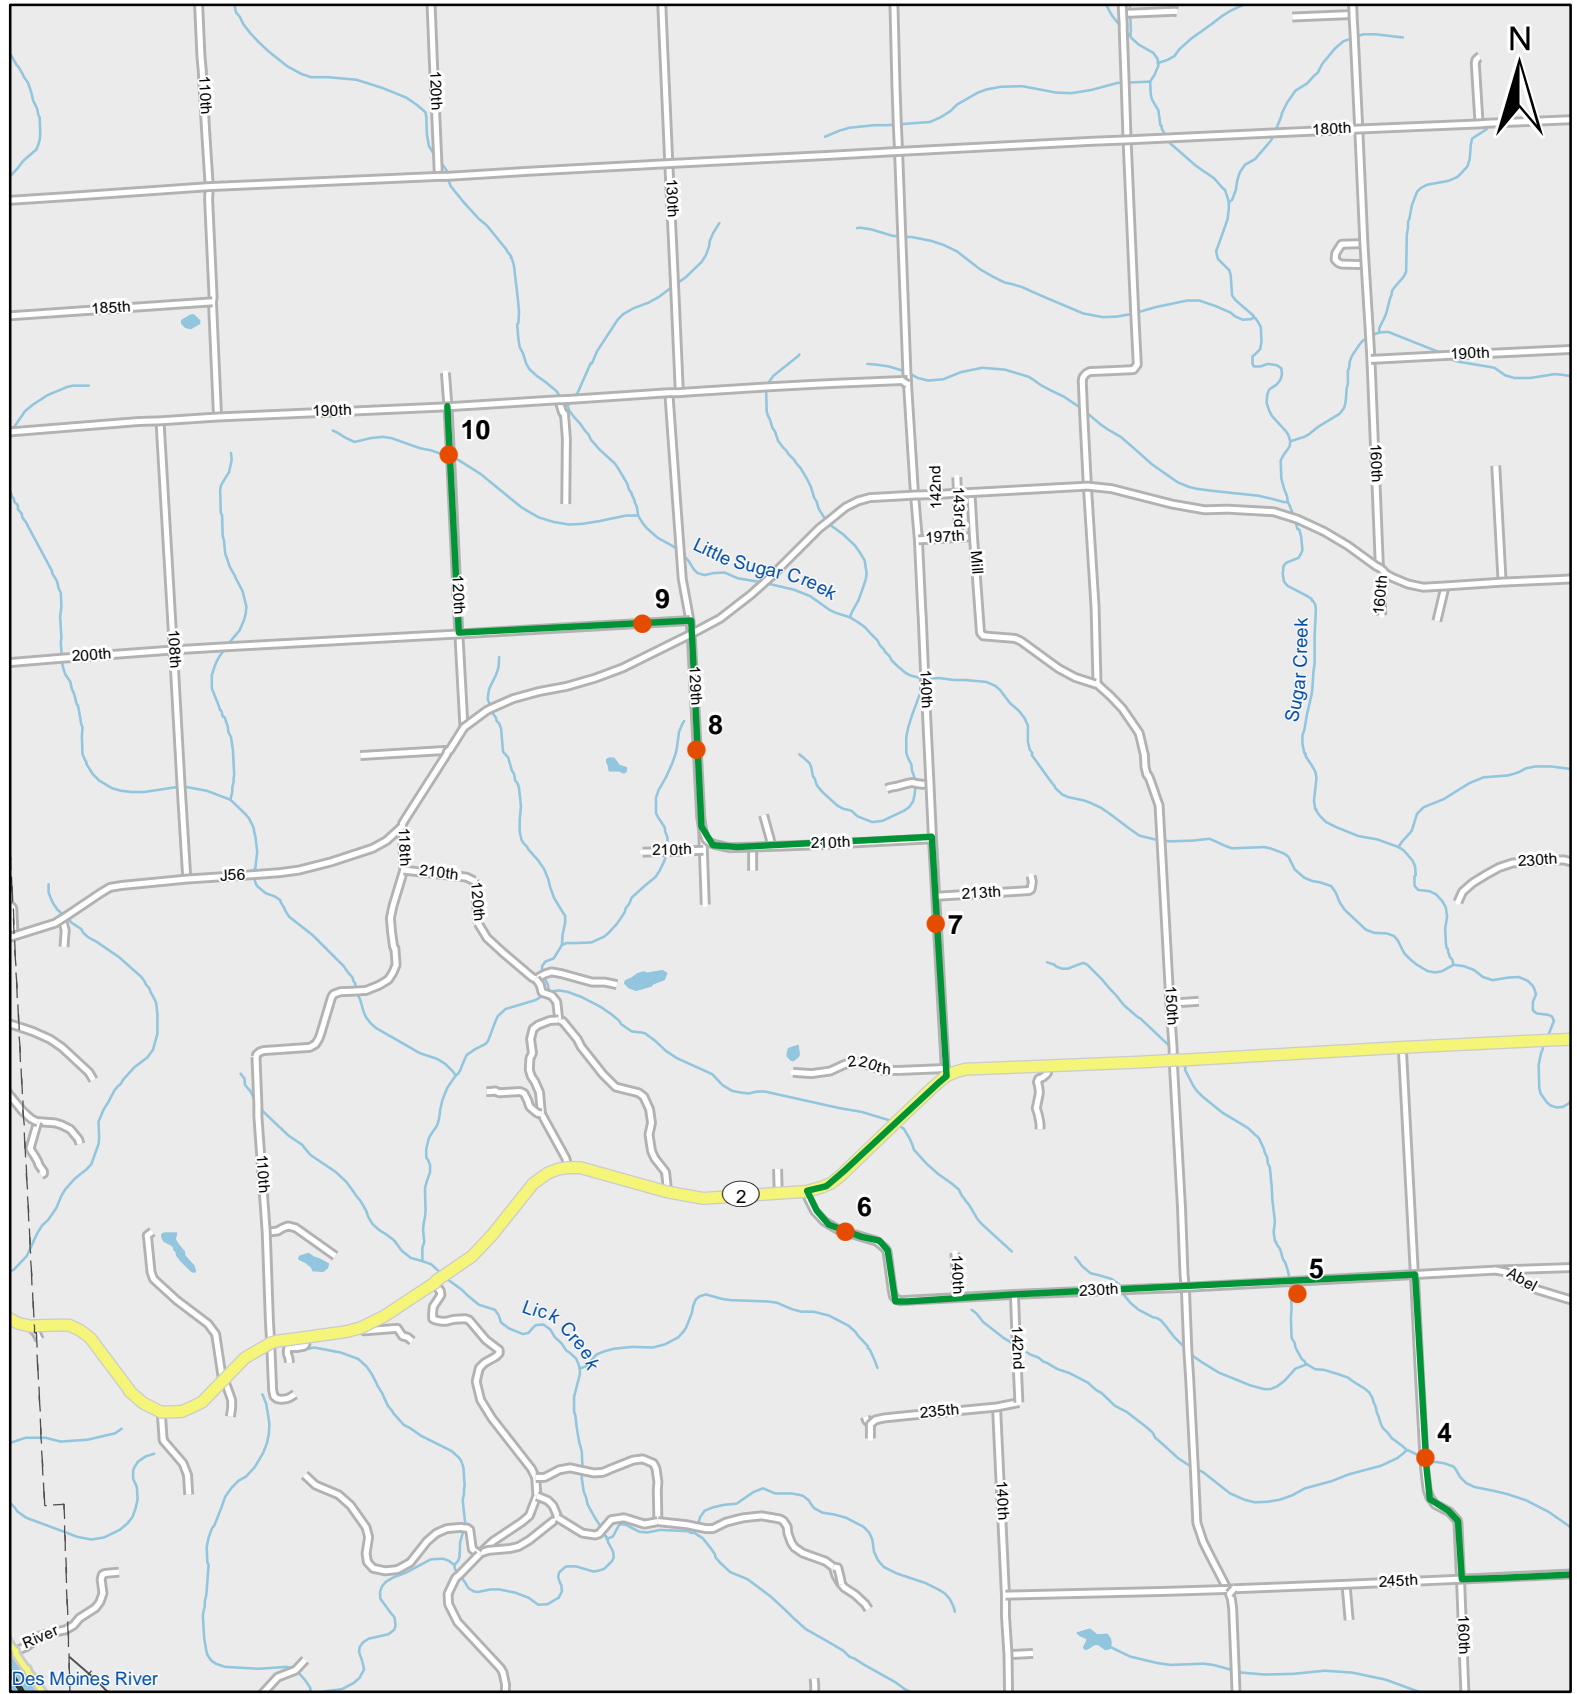 N
110th
120th
180th
130th
185th
190th
190th
10
160th
142nd
143rd
197th
Little Sugar Creek
Mill
120th
9
160th
200th
108th
Sugar Creek
129th
140th
8
118th
210th
210th
J56
210th
120th
230th
213th
7
150th
220th
110th
2
6
140th
5
230th
Abel
Lick Creek
142nd
235th
4
140th
245th
160th
River
Des Moines River